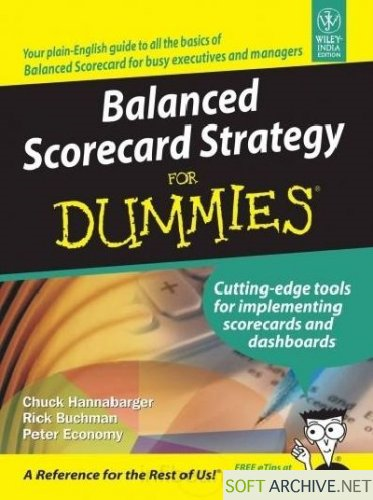 Your plain-English guide to all the basics of
Balanced Scorecard for busy executives and managers
WILEY-
INDIA
EDITION
Balanced
Scorecard Strategy
FOR
DUMMIES®
Cutting-edge tools
for implementing
scorecards and
dashboards
Chuck Hannabarger
Rick Buchman
Peter Economy
A Reference for the Rest of Us!®
FREE eTips at
SOFT ARCHIVE.NET